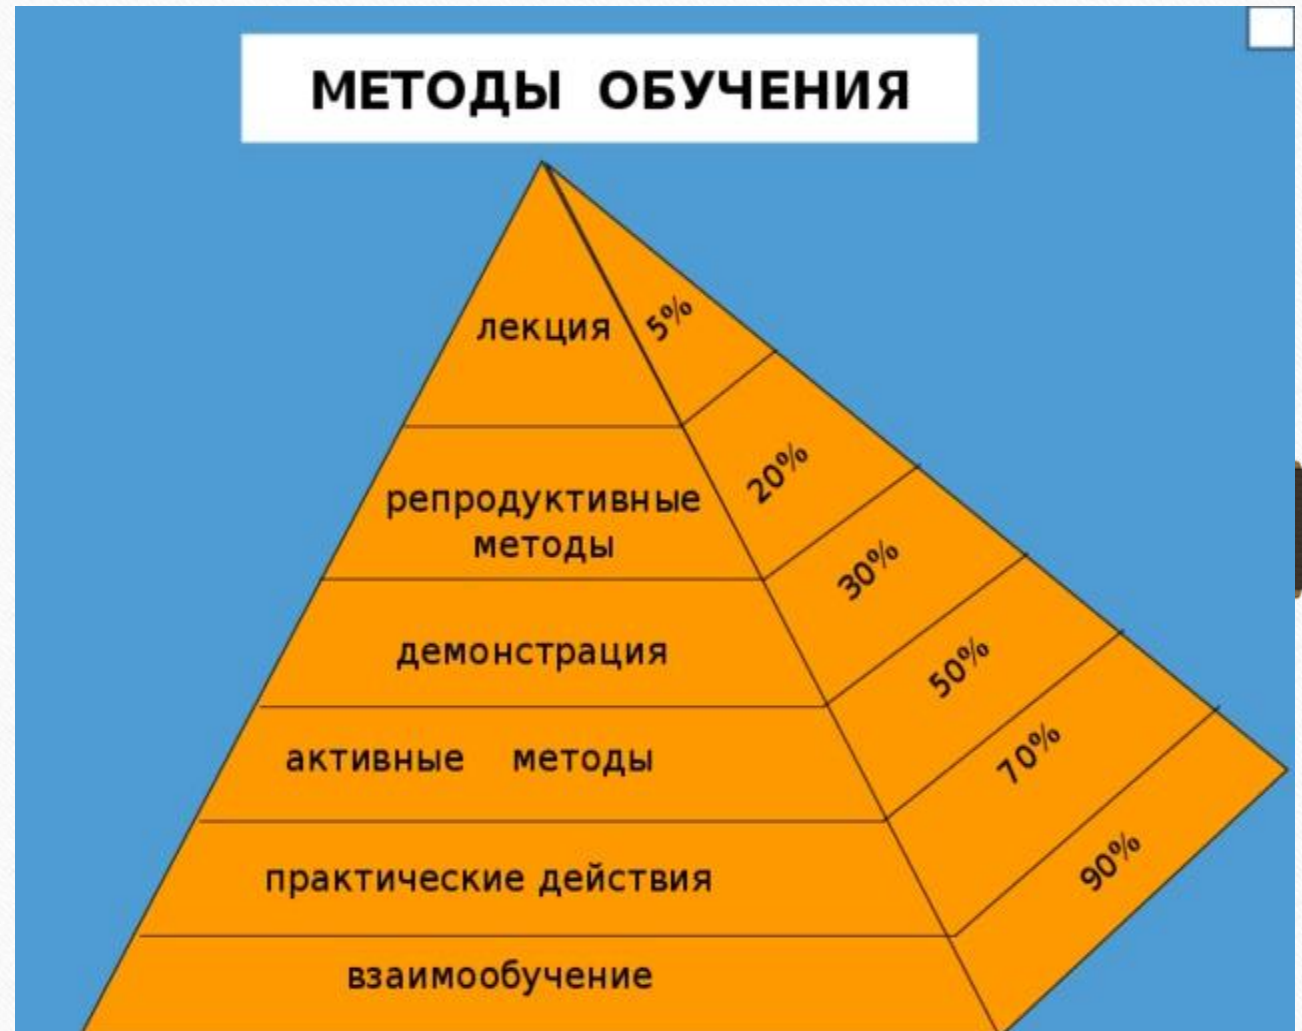 МЕТОДЫ ОБУЧЕНИЯ
лекция 5%
репродуктивные
методы 20%
демонстрация 30%
активные методы 50%
практические действия 70%
взаимообучение 90%